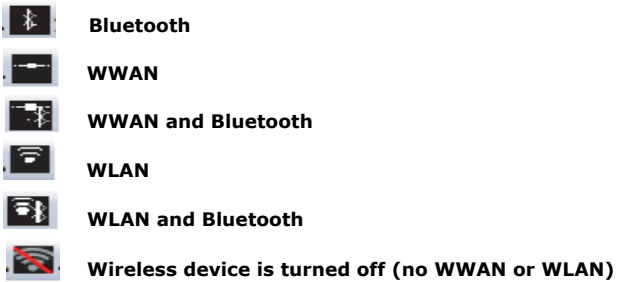 Bluetooth
WWAN
WWAN and Bluetooth
WLAN
WLAN and Bluetooth
Wireless device is turned off (no WWAN or WLAN)